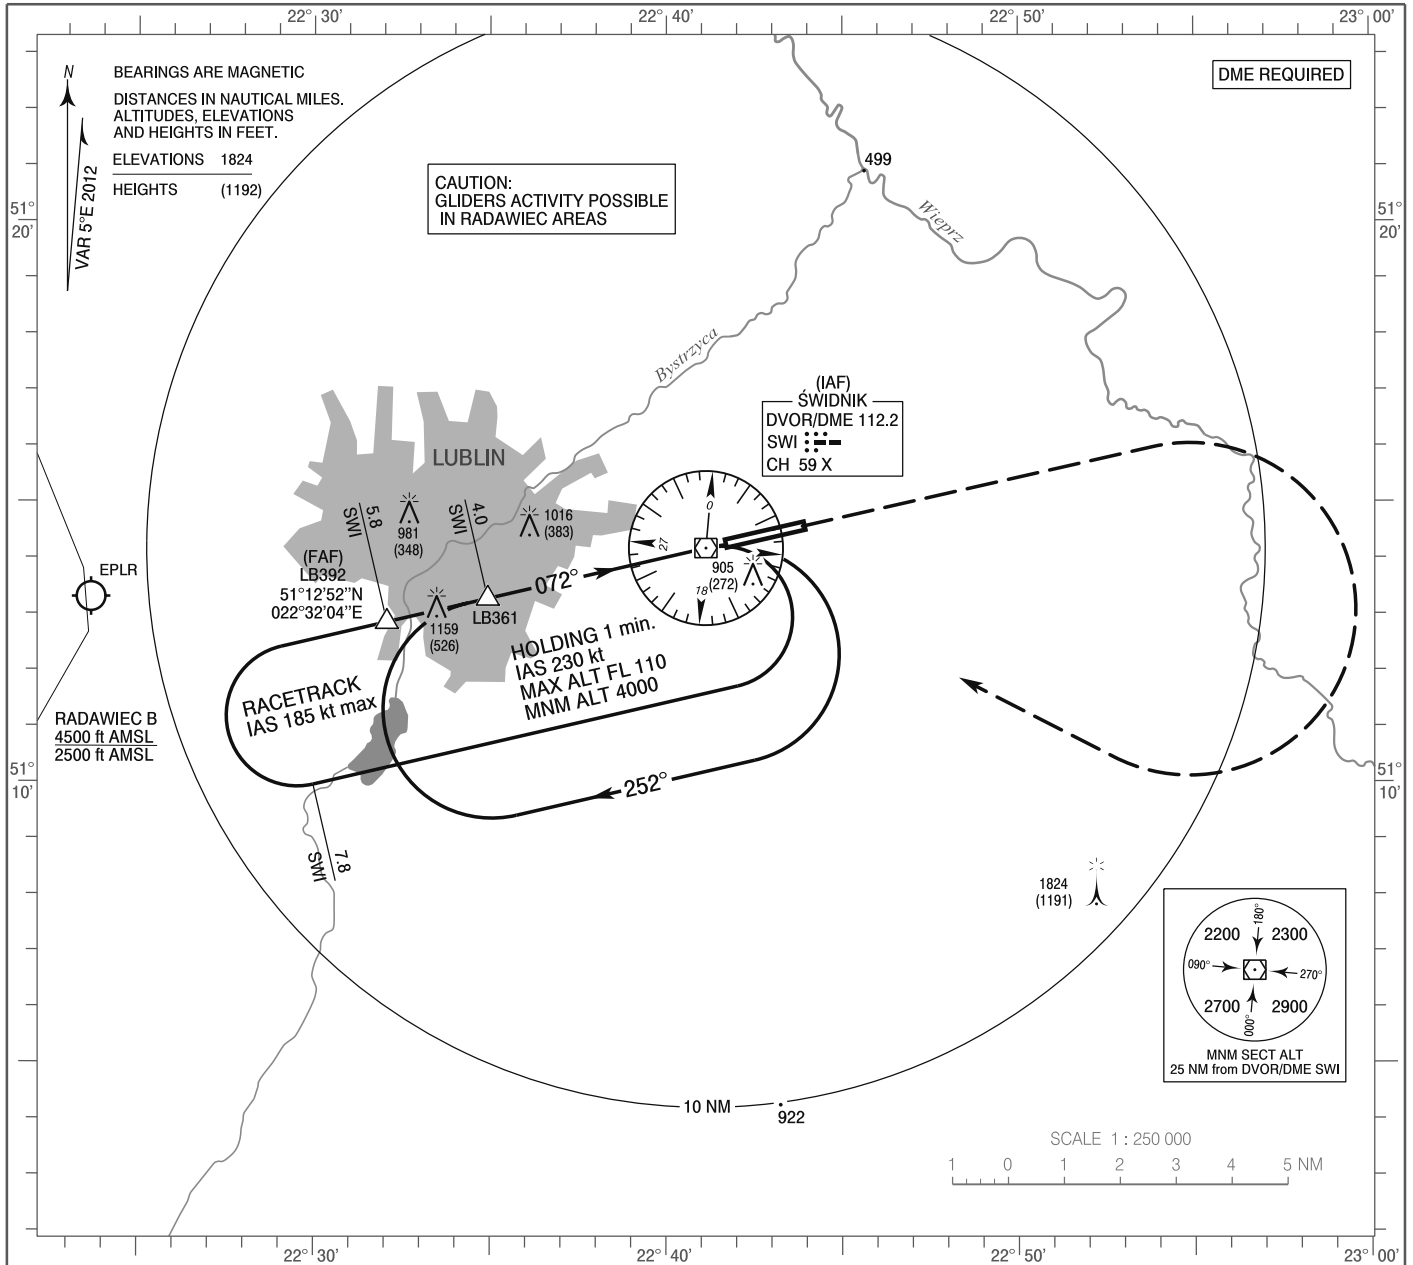 22° 30'
22° 40'
22° 50'
23° 00'
N
VAR 5°E 2012
BEARINGS ARE MAGNETIC
DISTANCES IN NAUTICAL MILES.
ALTITUDES, ELEVATIONS
AND HEIGHTS IN FEET.
ELEVATIONS 1824
HEIGHTS (1192)
DME REQUIRED
CAUTION:
GLIDERS ACTIVITY POSSIBLE
IN RADAWIEC AREAS
499
51°
20'
51°
20'
Wieprz
Bystrzyca
(IAF)
ŚWIDNIK
DVOR/DME 112.2
SWI
CH 59 X
LUBLIN
5.8
SWI
981
(348)
4.0
SWI
1016
(383)
0
27
18
905
(272)
(FAF)
LB392
51°12'52"N
022°32'04"E
EPLR
072°
LB361
1159
(526)
HOLDING 1 min.
IAS 230 kt
MAX ALT FL 110
MNM ALT 4000
RACETRACK
IAS 185 kt max
RADAWIEC B
4500 ft AMSL
2500 ft AMSL
51°
10'
51°
10'
252°
7.8
SWI
1824
(1191)
180°
2200
2300
090°
270°
2700
2900
000°
MNM SECT ALT
25 NM from DVOR/DME SWI
10 NM
922
SCALE 1 : 250 000
1 0 1 2 3 4 5 NM
22° 30'
22° 40'
22° 50'
23° 00'